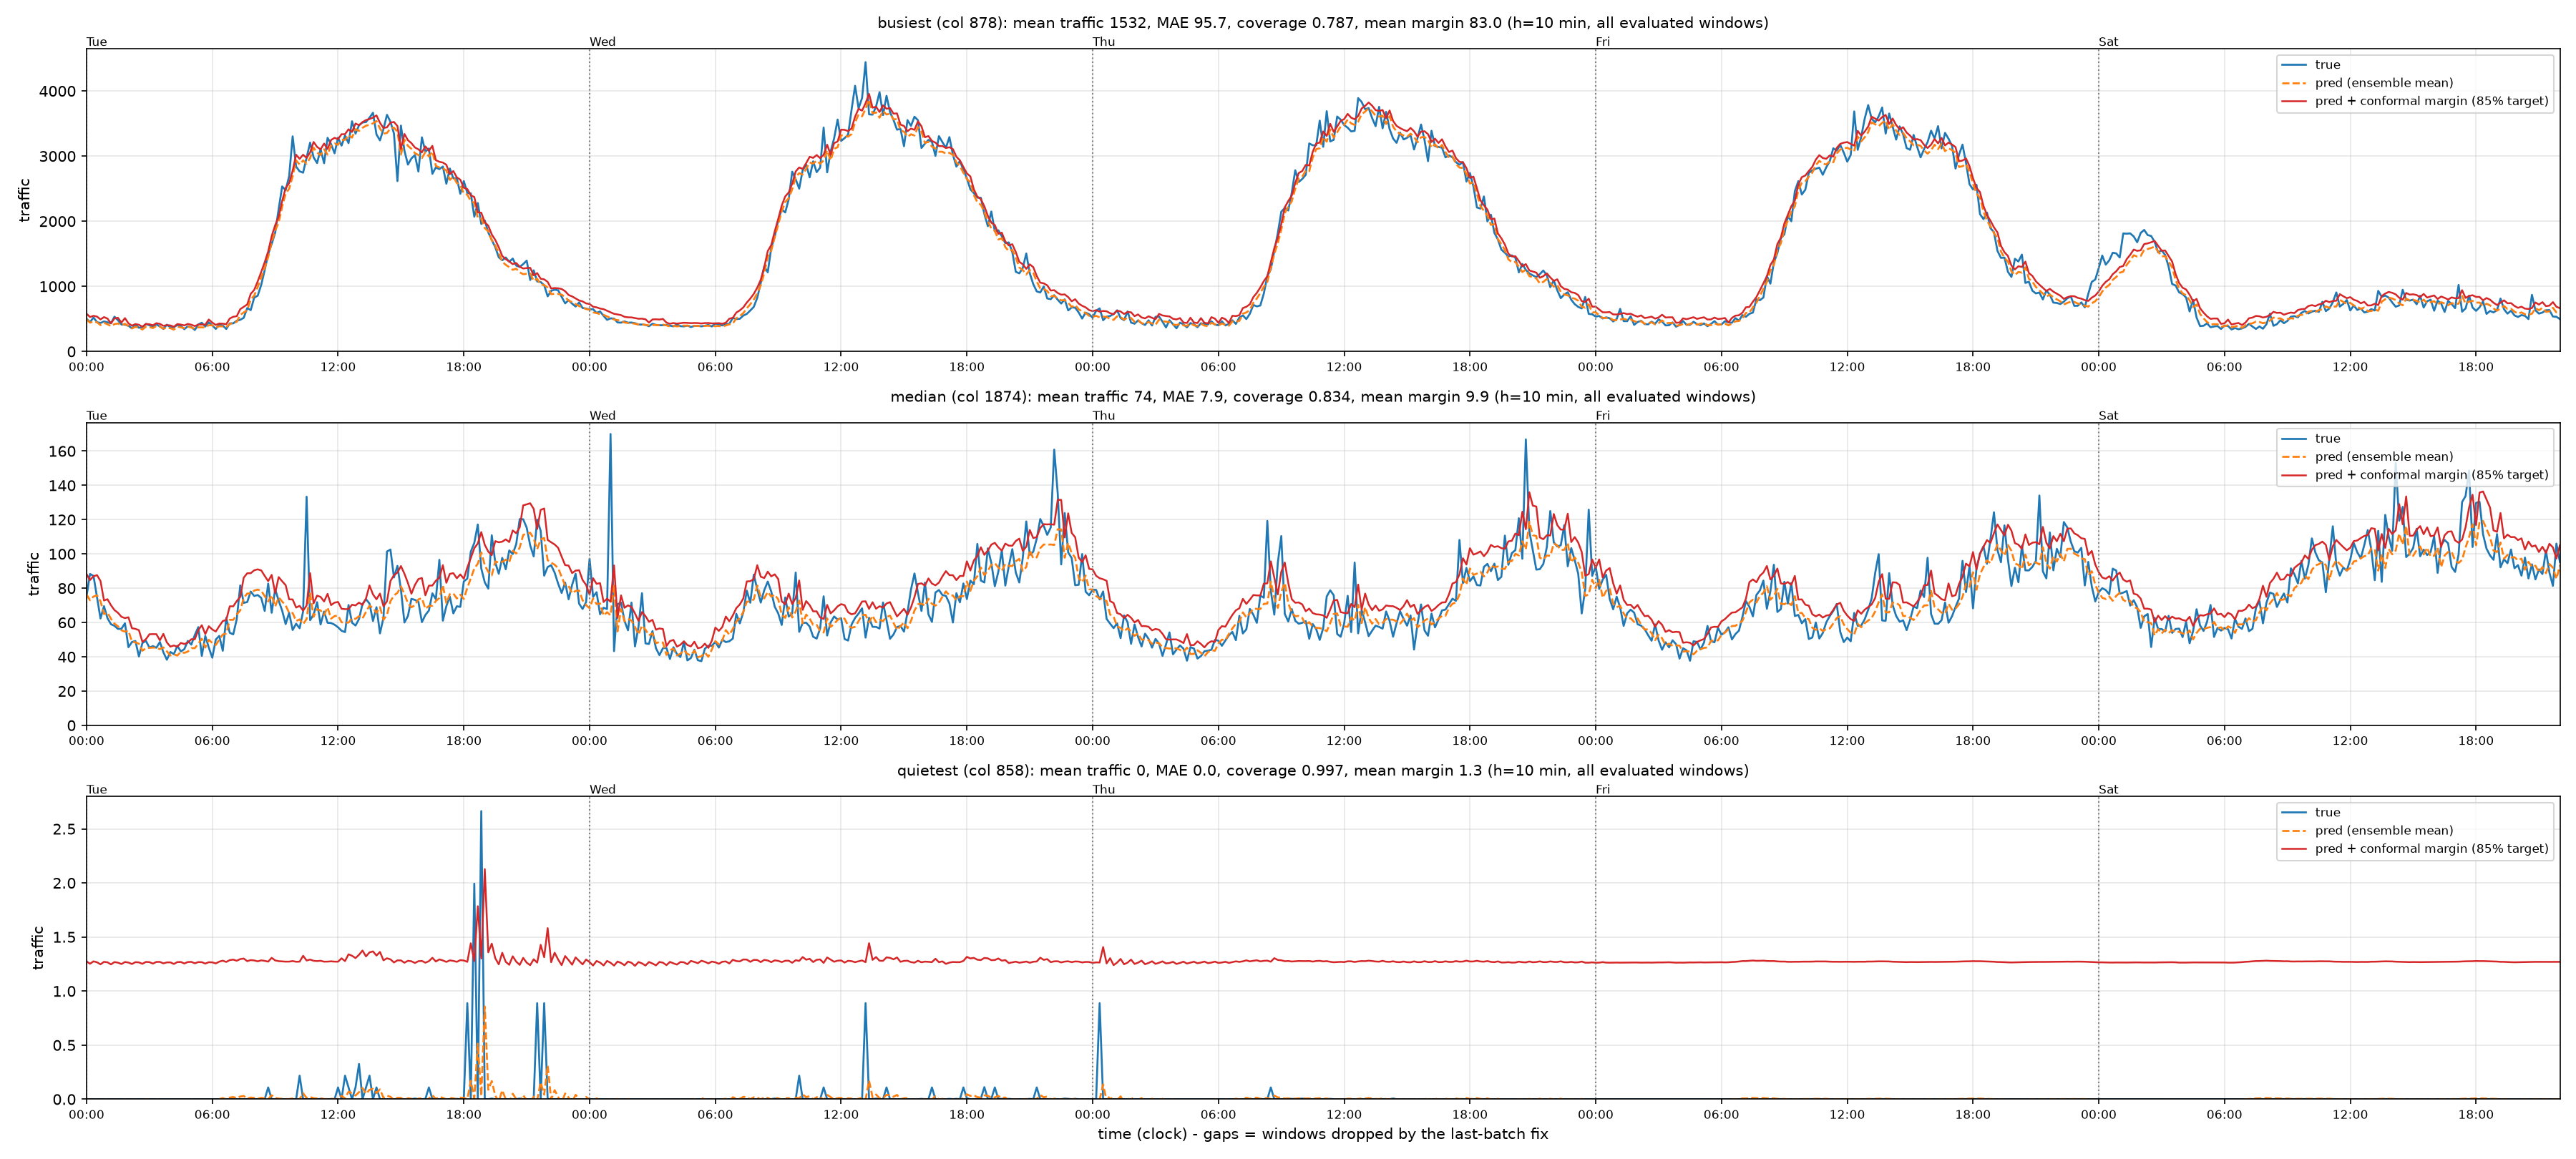 busiest (col 878): mean traffic 1532, MAE 95.7, coverage 0.787, mean margin 83.0 (h=10 min, all evaluated windows)
Tue Wed Thu Fri Sat
true
pred (ensemble mean)
pred + conformal margin (85% target)
traffic
4000
3000
2000
1000
0
00:00 06:00 12:00 18:00 00:00 06:00 12:00 18:00 00:00 06:00 12:00 18:00 00:00 06:00 12:00 18:00 00:00 06:00 12:00 18:00
median (col 1874): mean traffic 74, MAE 7.9, coverage 0.834, mean margin 9.9 (h=10 min, all evaluated windows)
Tue Wed Thu Fri Sat
true
pred (ensemble mean)
pred + conformal margin (85% target)
traffic
160
140
120
100
80
60
40
20
0
00:00 06:00 12:00 18:00 00:00 06:00 12:00 18:00 00:00 06:00 12:00 18:00 00:00 06:00 12:00 18:00 00:00 06:00 12:00 18:00
quietest (col 858): mean traffic 0, MAE 0.0, coverage 0.997, mean margin 1.3 (h=10 min, all evaluated windows)
Tue Wed Thu Fri Sat
true
pred (ensemble mean)
pred + conformal margin (85% target)
traffic
2.5
2.0
1.5
1.0
0.5
0.0
00:00 06:00 12:00 18:00 00:00 06:00 12:00 18:00 00:00 06:00 12:00 18:00 00:00 06:00 12:00 18:00 00:00 06:00 12:00 18:00
time (clock) - gaps = windows dropped by the last-batch fix